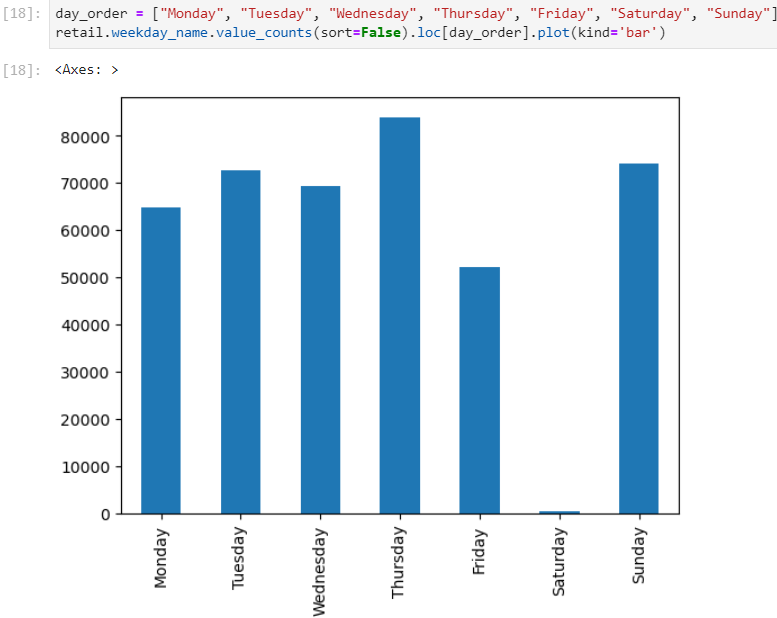 [18]: day_order = ["Monday", "Tuesday", "Wednesday", "Thursday", "Friday", "Saturday", "Sunday"]
retail.weekday_name.value_counts(sort=False).loc[day_order].plot(kind='bar')
[18]: <Axes: >
80000
70000
60000
50000
40000
30000
20000
10000
0
Monday
Tuesday
Wednesday
Thursday
Friday
Saturday
Sunday